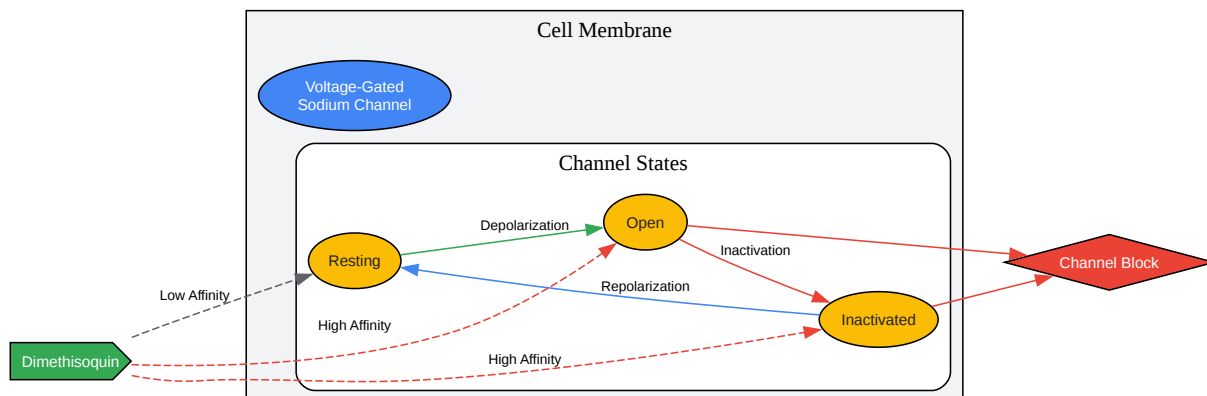 Cell Membrane
Voltage-Gated
Sodium Channel
Channel States
Depolarization
Open
Resting
Inactivation
Channel Block
Low Affinity
Repolarization
High Affinity
Inactivated
Dimethisoquin
High Affinity